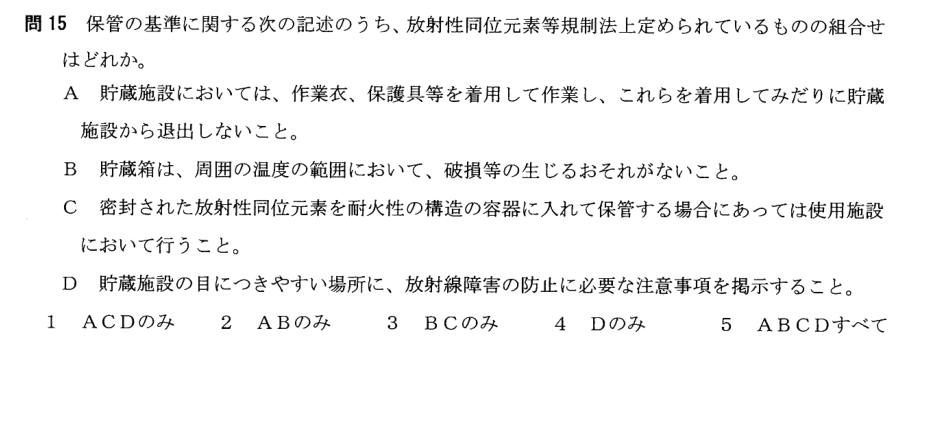 問15 保管の基準に関する次の記述のうち、放射性同位元素等規制法上定められているものの組合せ
はどれか。
A 貯蔵施設においては、作業衣、保護具等を着用して作業し、これらを着用してみだりに貯蔵
施設から退出しないこと。
B 貯蔵箱は、周囲の温度の範囲において、破損等の生じるおそれがないこと。
C 密封された放射性同位元素を耐火性の構造の容器に入れて保管する場合にあっては使用施設
において行うこと。
D 貯蔵施設の目につきやすい場所に、放射線障害の防止に必要な注意事項を掲示すること。
1 ACDのみ 2 ABのみ 3 BCのみ 4 Dのみ 5 ABCDすべて